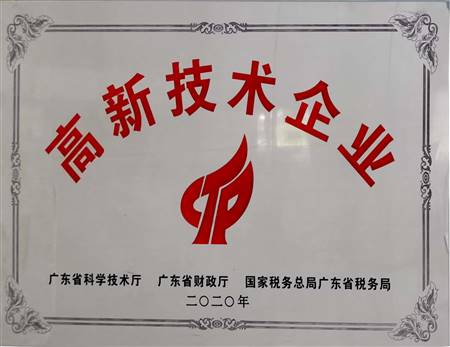 高新技术企业
广东省科学技术厅 广东省财政厅 国家税务总局广东省税务局
二〇二〇年